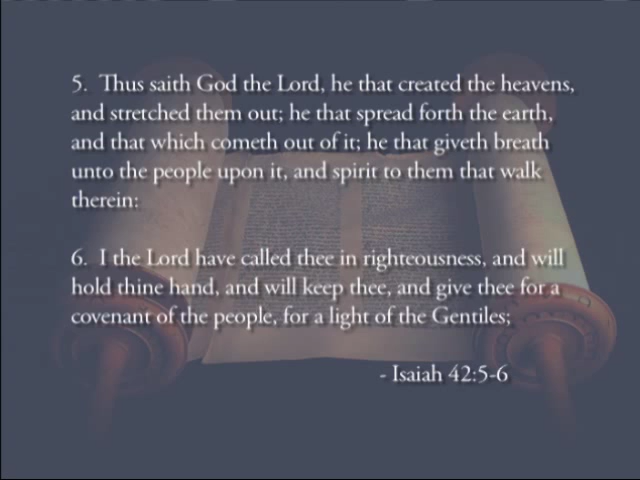 5. Thus saith God the Lord, he that created the heavens,
and stretched them out; he that spread forth the earth,
and that which cometh out of it; he that giveth breath
unto the people upon it, and spirit to them that walk
therein:
6. I the Lord have called thee in righteousness, and will
hold thine hand, and will keep thee, and give thee for a
covenant of the people, for a light of the Gentiles;
- Isaiah 42:5-6